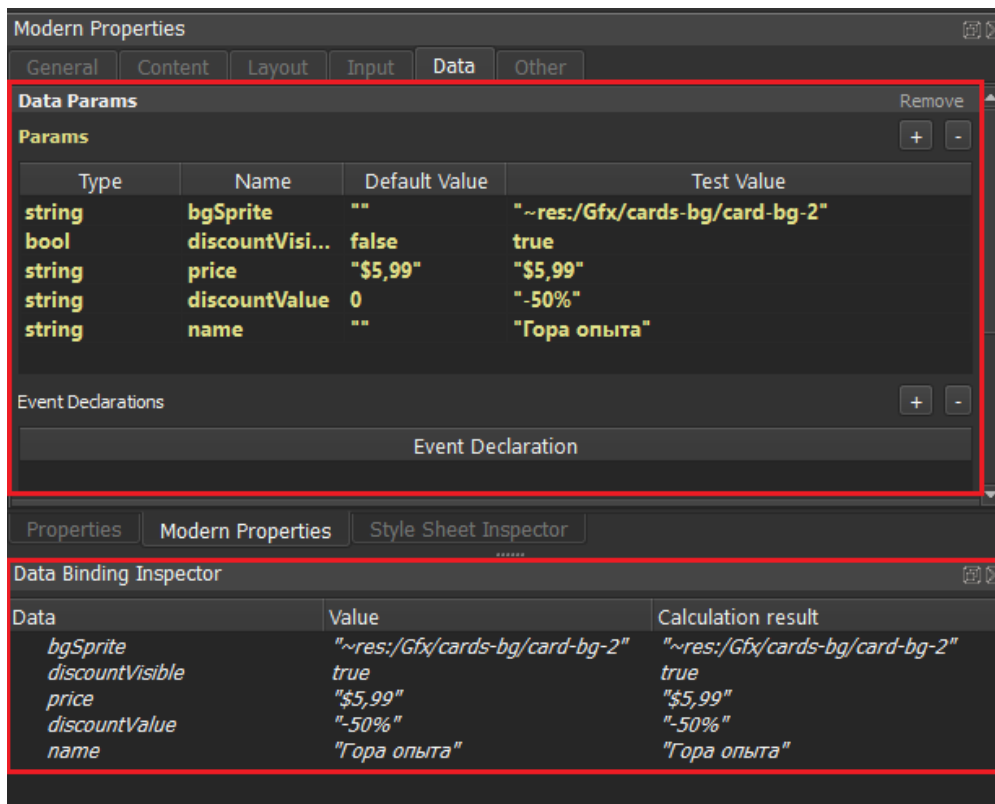 Modern Properties
General Content Layout Input Data Other
Data Params Remove
Params + -
Type Name Default Value Test Value
string bgSprite "" "~res:/Gfx/cards-bg/card-bg-2"
bool discountVisi... false true
string price "$5,99" "$5,99"
string discountValue 0 "-50%"
string name "" "Гора опыта"
Event Declarations + -
Event Declaration
Properties Modern Properties Style Sheet Inspector
Data Binding Inspector
Data Value Calculation result
bgSprite "~res:/Gfx/cards-bg/card-bg-2" "~res:/Gfx/cards-bg/card-bg-2"
discountVisible true true
price "$5,99" "$5,99"
discountValue "-50%" "-50%"
name "Гора опыта" "Гора опыта"